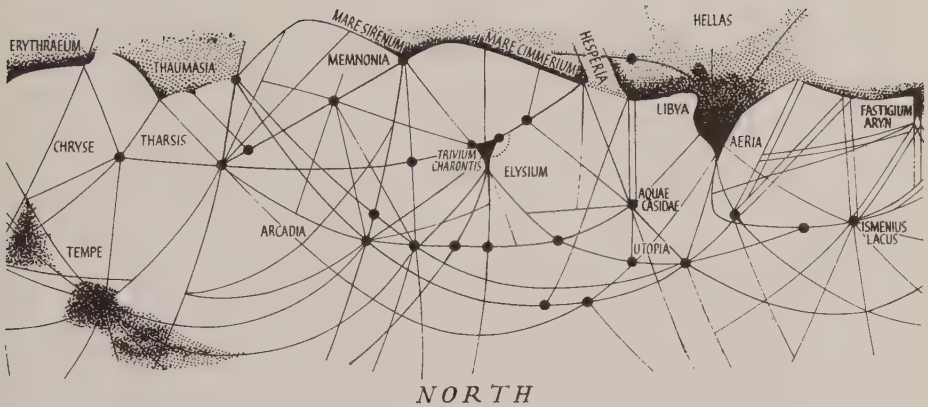 HELLAS
ERYTHRAEUM
MARE SIRENUM
MARE CIMMERIUM
HESPERIA
THAUMASIA
MEMNONIA
LIBYA
FASTIGIUM
ARYN
CHRYSE
THARSIS
TRIVIUM
CHARONTIS
ELYSIUM
AERIA
AQUAE
CASIDAE
TEMPE
ARCADIA
UTOPIA
ISMENIUS
LACUS
NORTH